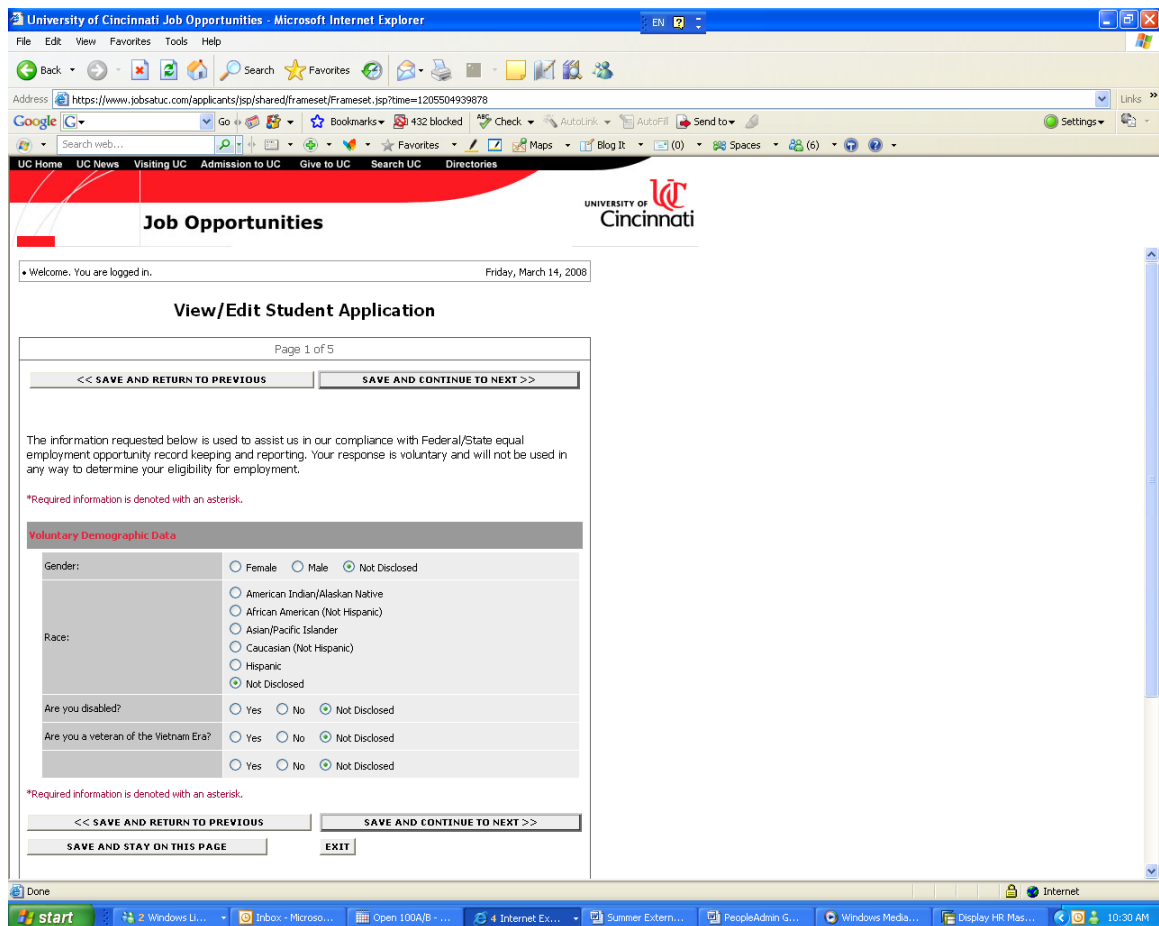 University of Cincinnati Job Opportunities - Microsoft Internet Explorer
EN
File Edit View Favorites Tools Help
Back Search Favorites
Address https://www.jobsatuc.com/applicants/jsp/shared/frameset/Frameset.jsp?time=1205504939878 Links »
Google G Go Bookmarks 432 blocked ABC Check AutoLink AutoFill Send to Settings
Search web... Favorites Maps Blog It (0) Spaces (6)
UC Home UC News Visiting UC Admission to UC Give to UC Search UC Directories
UC
UNIVERSITY OF
Cincinnati
Job Opportunities
• Welcome. You are logged in. Friday, March 14, 2008
View/Edit Student Application
Page 1 of 5
<< SAVE AND RETURN TO PREVIOUS SAVE AND CONTINUE TO NEXT >>
The information requested below is used to assist us in our compliance with Federal/State equal
employment opportunity record keeping and reporting. Your response is voluntary and will not be used in
any way to determine your eligibility for employment.
*Required information is denoted with an asterisk.
Voluntary Demographic Data
Gender: Female Male Not Disclosed
Race:
American Indian/Alaskan Native
African American (Not Hispanic)
Asian/Pacific Islander
Caucasian (Not Hispanic)
Hispanic
Not Disclosed
Are you disabled? Yes No Not Disclosed
Are you a veteran of the Vietnam Era? Yes No Not Disclosed
Yes No Not Disclosed
*Required information is denoted with an asterisk.
<< SAVE AND RETURN TO PREVIOUS SAVE AND CONTINUE TO NEXT >>
SAVE AND STAY ON THIS PAGE EXIT
Done Internet
start 2 Windows Li... Inbox - Microso... Open 100A/B - ... 4 Internet Ex... Summer Extern... PeopleAdmin G... Windows Media... Display HR Mas... 10:30 AM